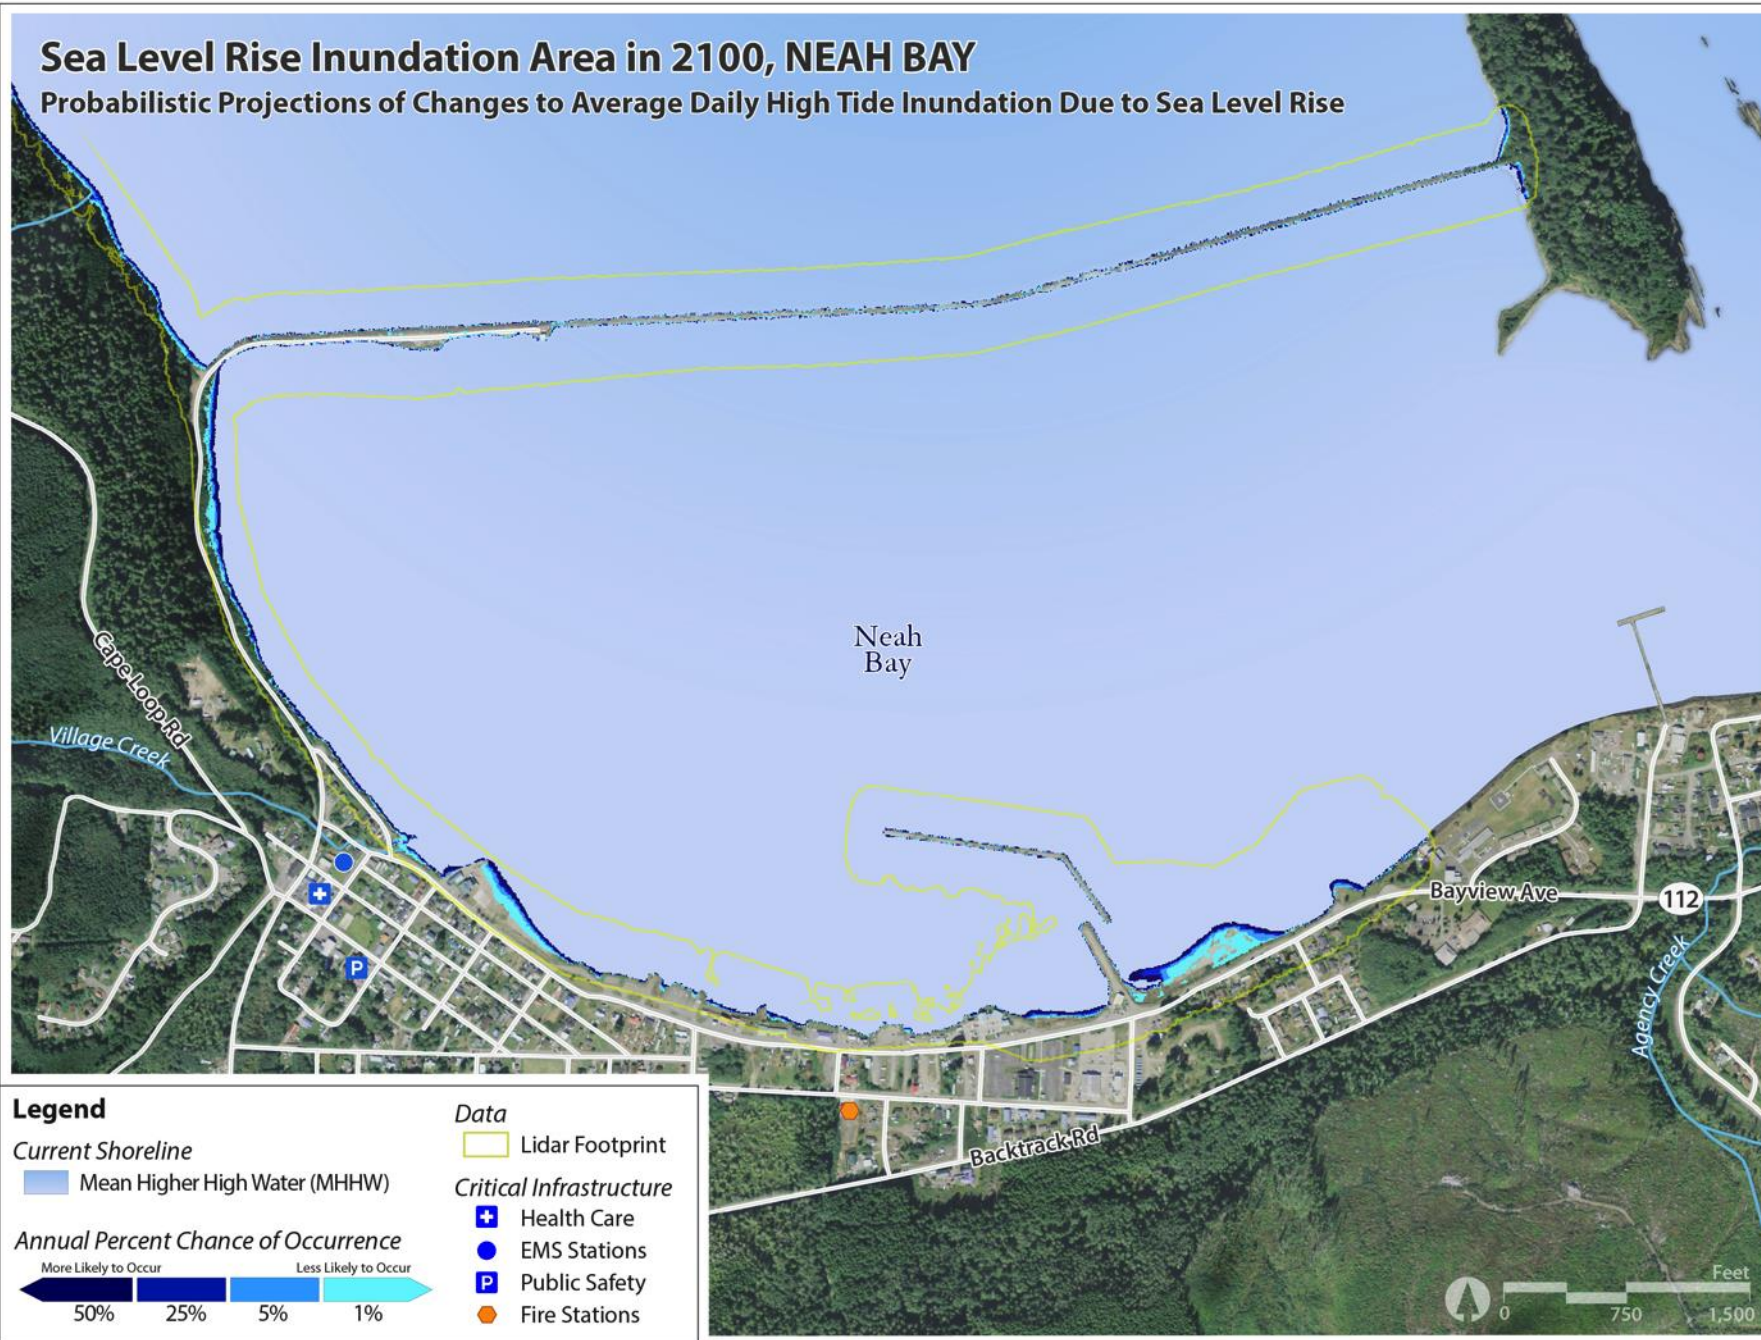 Sea Level Rise Inundation Area in 2100, NEAH BAY
Probabilistic Projections of Changes to Average Daily High Tide Inundation Due to Sea Level Rise
Neah
Bay
Cape Loop Rd
Village Creek
P
Bayview Ave
112
Agency Creek
Backtrack Rd
Legend
Current Shoreline
Mean Higher High Water (MHHW)
Annual Percent Chance of Occurrence
More Likely to Occur
Less Likely to Occur
50% 25% 5% 1%
Data
Lidar Footprint
Critical Infrastructure
Health Care
EMS Stations
P Public Safety
Fire Stations
Feet
0 750 1,500